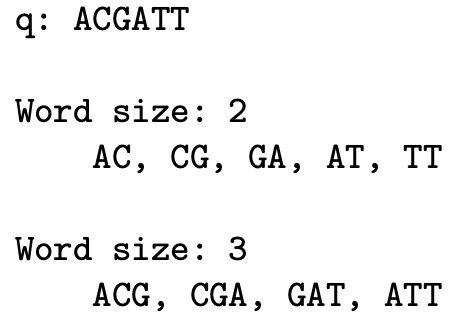 q: ACGATT
Word size: 2
AC, CG, GA, AT, TT
Word size: 3
ACG, CGA, GAT, ATT